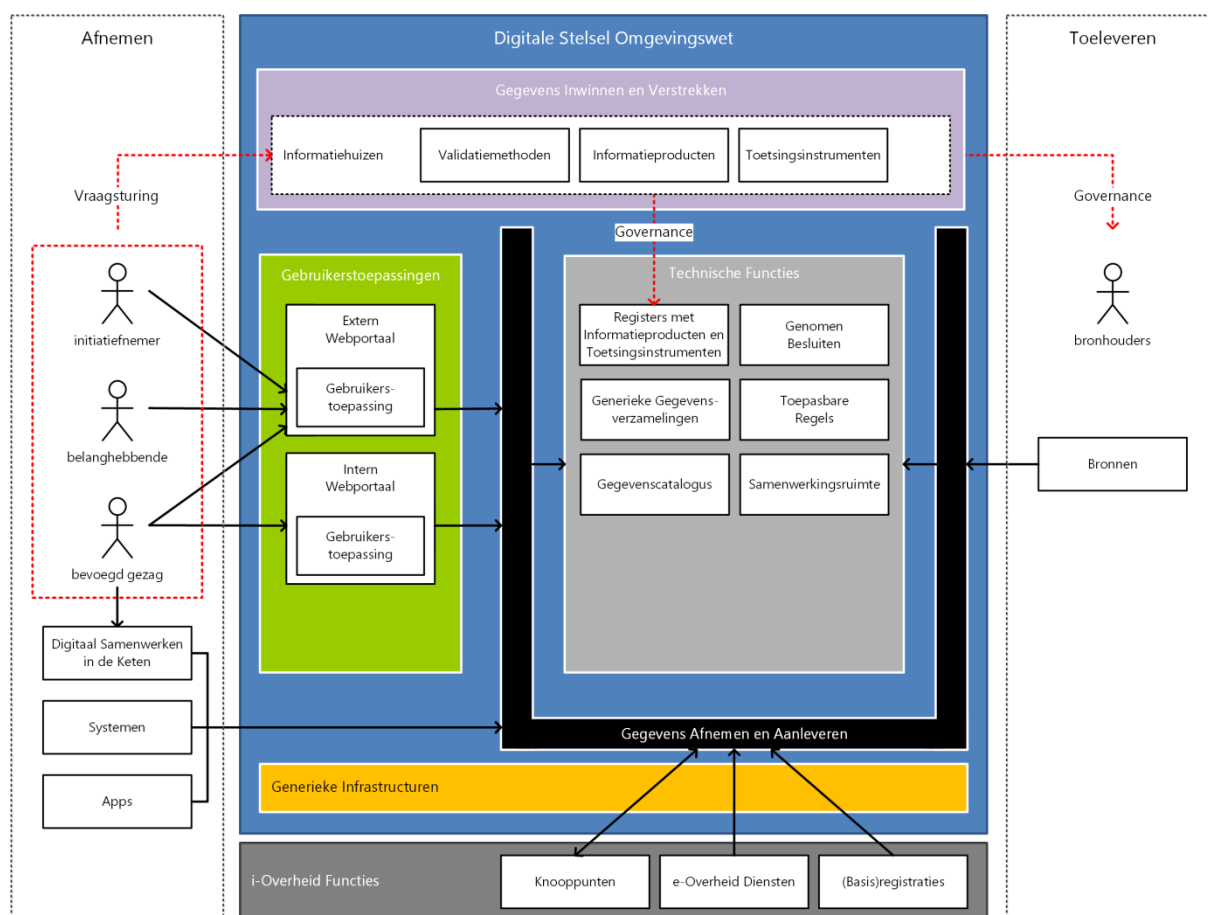 Afnemen
Digitale Stelsel Omgevingswet
Toeleveren
Gegevens Inwinnen en Verstrekken
Informatiehuizen
Validatiemethoden
Informatieproducten
Toetsingsinstrumenten
Vraagsturing
Governance
Governance
Gebruikerstoepassingen
Technische Functies
initiatiefnemer
belanghebbende
bevoegd gezag
Extern
Webportaal
Gebruikers-
toepassing
Intern
Webportaal
Gebruikers-
toepassing
Registers met
Informatieproducten en
Toetsingsinstrumenten
Genomen
Besluiten
Generieke Gegevens-
verzamelingen
Toepasbare
Regels
Gegevenscatalogus
Samenwerkingsruimte
bronhouders
Bronnen
Digitaal Samenwerken
in de Keten
Systemen
Apps
Gegevens Afnemen en Aanleveren
Generieke Infrastructuren
i-Overheid Functies
Knooppunten
e-Overheid Diensten
(Basis)registraties